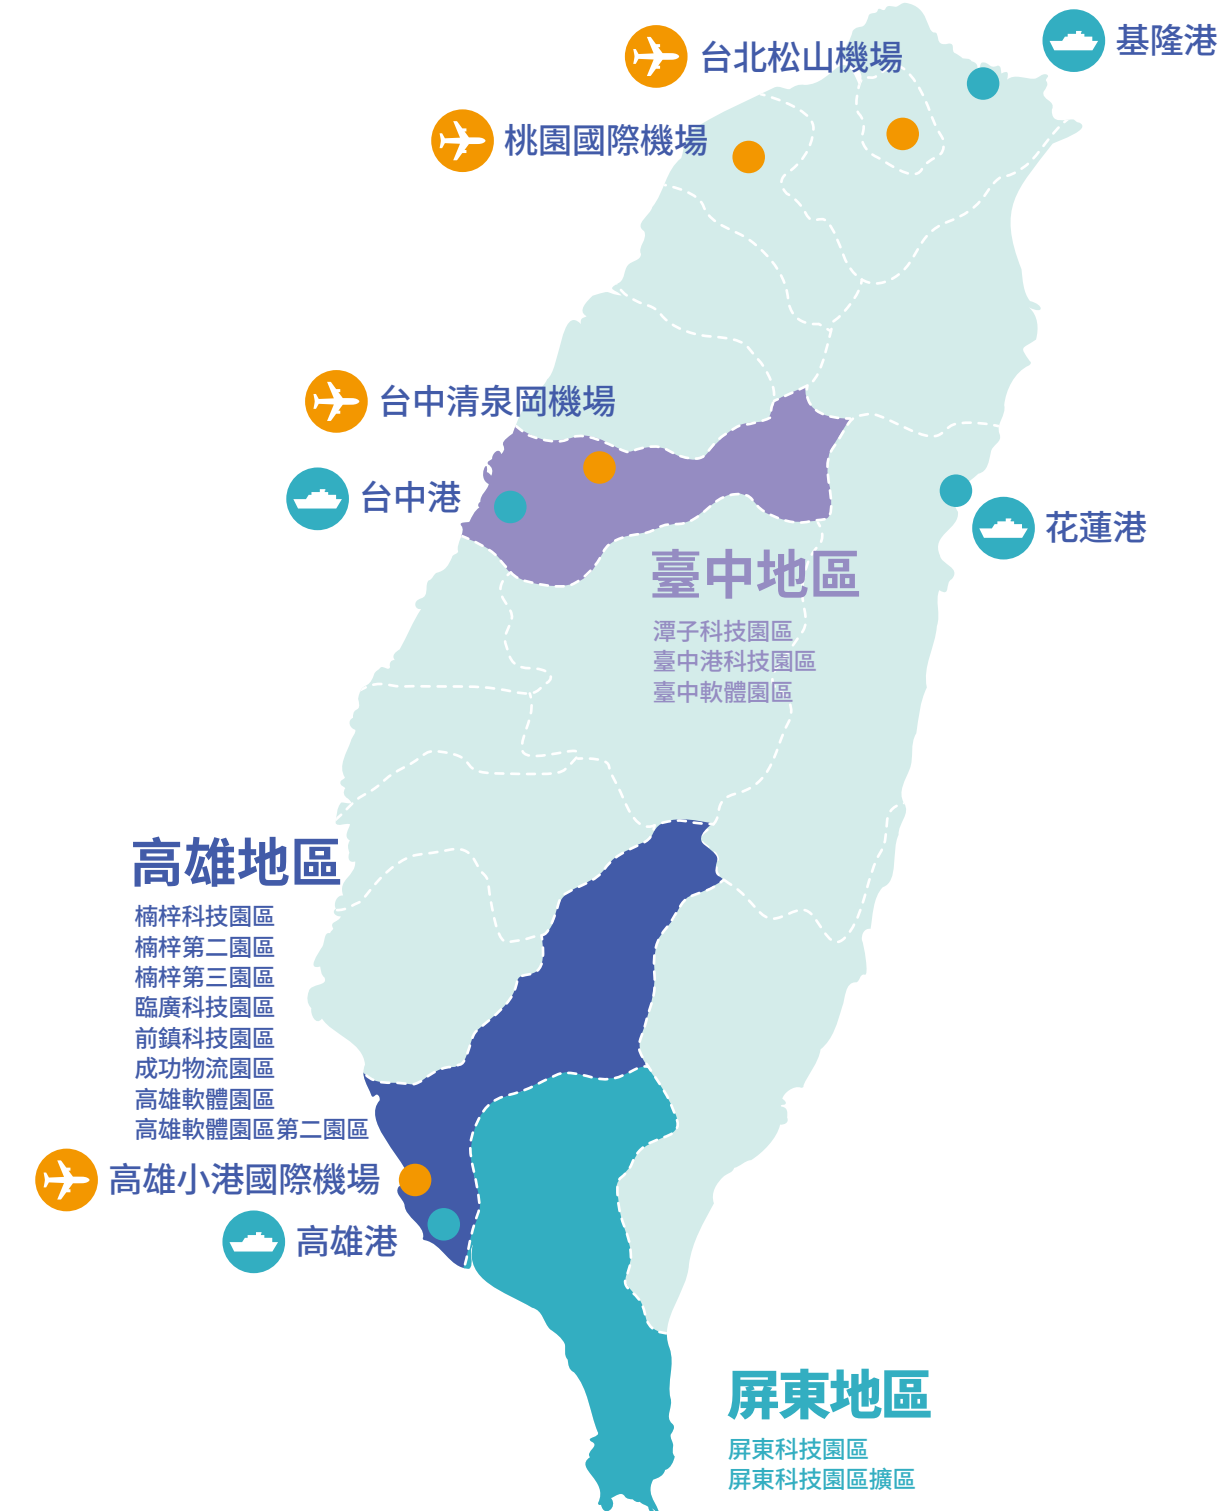 基隆港
台北松山機場
桃園國際機場
台中清泉岡機場
台中港
花蓮港
臺中地區
潭子科技園區
臺中港科技園區
臺中軟體園區
高雄地區
楠梓科技園區
楠梓第二園區
楠梓第三園區
臨廣科技園區
前鎮科技園區
成功物流園區
高雄軟體園區
高雄軟體園區第二園區
高雄小港國際機場
高雄港
屏東地區
屏東科技園區
屏東科技園區擴區